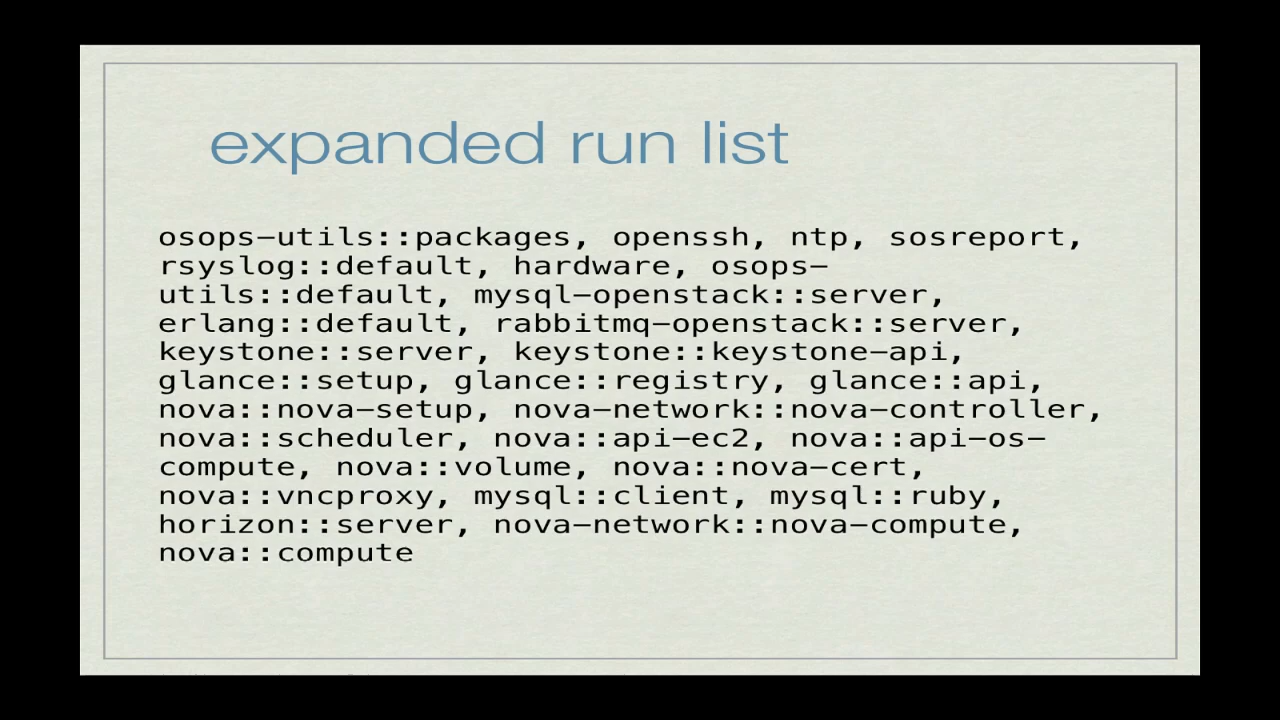 expanded run list
osops-utils::packages, openssh, ntp, sosreport,
rsyslog::default, hardware, osops-
utils::default, mysql-openstack::server,
erlang::default, rabbitmq-openstack::server,
keystone::server, keystone::keystone-api,
glance::setup, glance::registry, glance::api,
nova::nova-setup, nova-network::nova-controller,
nova::scheduler, nova::api-ec2, nova::api-os-
compute, nova::volume, nova::nova-cert,
nova::vncproxy, mysql::client, mysql::ruby,
horizon::server, nova-network::nova-compute,
nova::compute